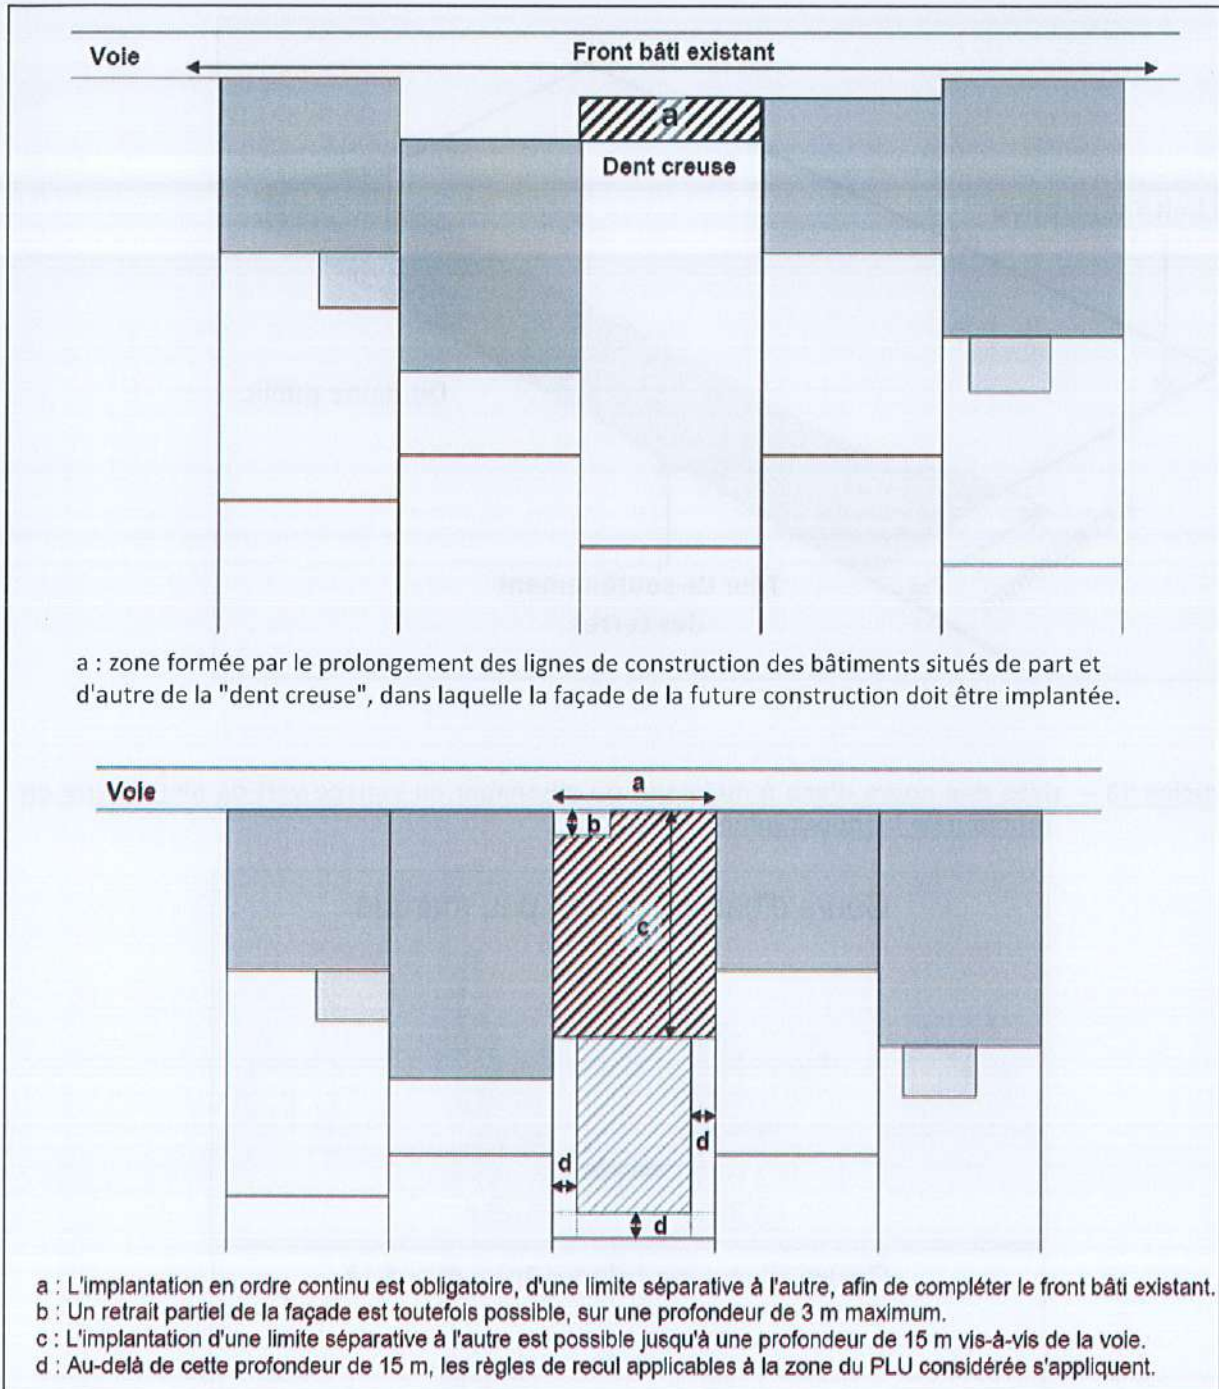 Voie
Front bâti existant
a
Dent creuse
a : zone formée par le prolongement des lignes de construction des bâtiments situés de part et
d'autre de la "dent creuse", dans laquelle la façade de la future construction doit être implantée.
Voie
a
b
c
d
d
d
a : L'implantation en ordre continu est obligatoire, d'une limite séparative à l'autre, afin de compléter le front bâti existant.
b : Un retrait partiel de la façade est toutefois possible, sur une profondeur de 3 m maximum.
c : L'implantation d'une limite séparative à l'autre est possible jusqu'à une profondeur de 15 m vis-à-vis de la voie.
d : Au-delà de cette profondeur de 15 m, les règles de recul applicables à la zone du PLU considérée s'appliquent.